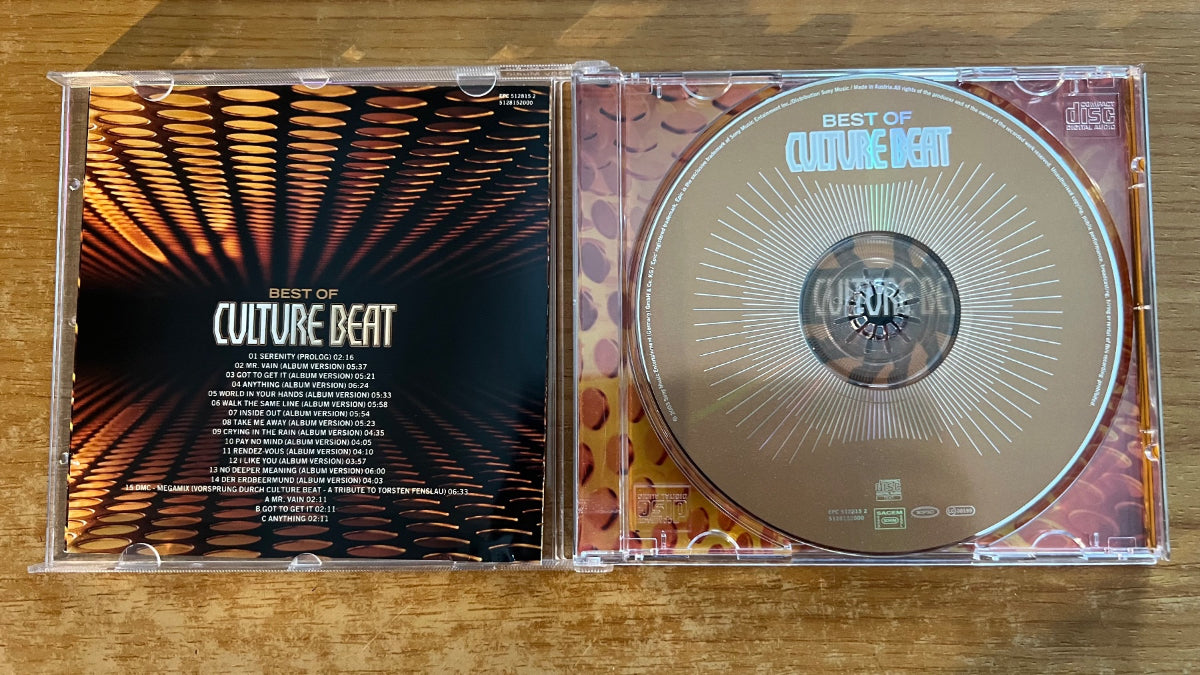 EPC 512815 2
5128152000
BEST OF
CULTURE BEAT
01 SERENITY (PROLOG) 02:16
02 MR. VAIN (ALBUM VERSION) 05:37
03 GOT TO GET IT (ALBUM VERSION) 05:21
04 ANYTHING (ALBUM VERSION) 06:24
05 WORLD IN YOUR HANDS (ALBUM VERSION) 05:33
06 WALK THE SAME LINE (ALBUM VERSION) 05:58
07 INSIDE OUT (ALBUM VERSION) 05:54
08 TAKE ME AWAY (ALBUM VERSION) 05:23
09 CRYING IN THE RAIN (ALBUM VERSION) 04:35
10 PAY NO MIND (ALBUM VERSION) 04:05
11 RENDEZ-VOUS (ALBUM VERSION) 04:10
12 I LIKE YOU (ALBUM VERSION) 03:57
13 NO DEEPER MEANING (ALBUM VERSION) 06:00
14 DER ERDBEERMUND (ALBUM VERSION) 04:03
15 DMC - MEGAMIX (VORSPRUNG DURCH CULTURE BEAT - A TRIBUTE TO TORSTEN FENSLAU) 06:33
A MR. VAIN 02:11
B GOT TO GET IT 02:11
C ANYTHING 02:11
BEST OF
CULTURE BEAT
COMPACT
disc
DIGITAL AUDIO
CULTURE BEAT
EPC 512815 2
5128152000
SACEM